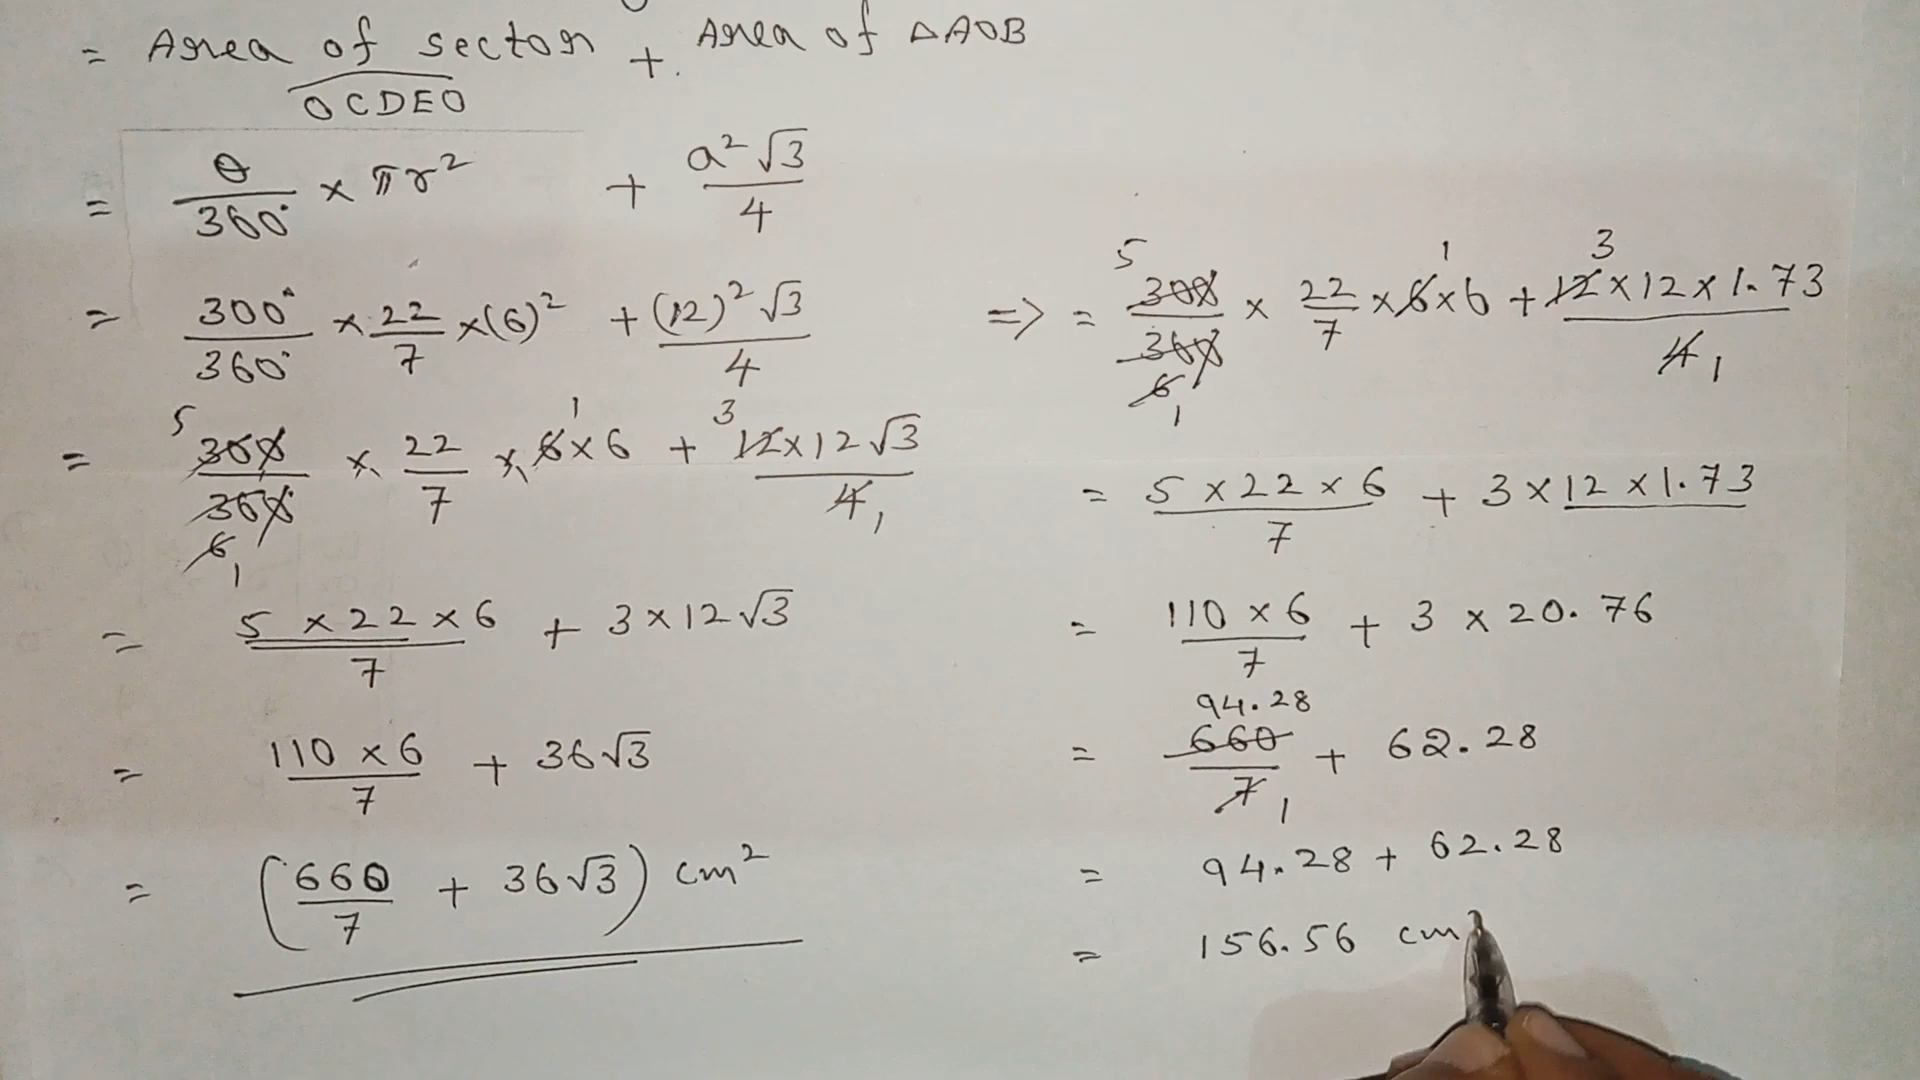 = Area of sector + Area of △AOB
OCDEO
= θ/360° × πr² + a²√3/4
= 300°/360° × 22/7 × (6)² + (12)²√3/4
= 5 300/360 6 1 × 22/7 × 6 1 × 6 + 3 12 × 12√3/4 1
= 5 × 22 × 6/7 + 3 × 12√3
= 110 × 6/7 + 36√3
= (660/7 + 36√3) cm²
=> = 5 300/360 6 1 × 22/7 × 6 1 × 6 + 3 12 × 12 × 1.73/4 1
= 5 × 22 × 6/7 + 3 × 12 × 1.73
= 110 × 6/7 + 3 × 20.76
= 94.28 660/7 1 + 62.28
= 94.28 + 62.28
= 156.56 cm²